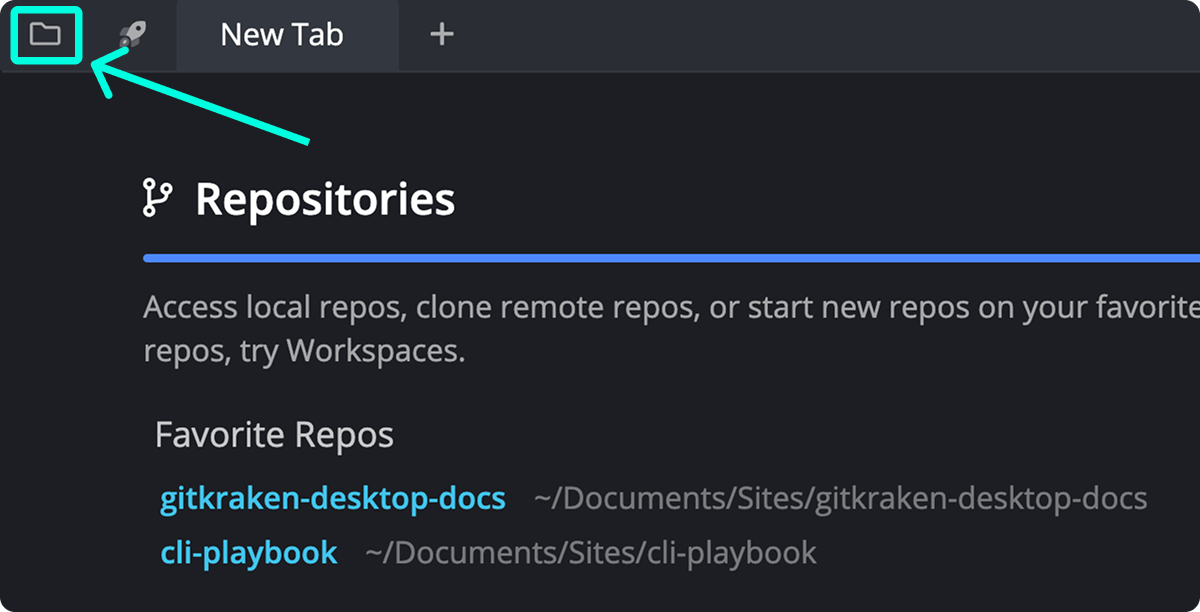 New Tab
Repositories
Access local repos, clone remote repos, or start new repos on your favorite
repos, try Workspaces.
Favorite Repos
gitkraken-desktop-docs ~/Documents/Sites/gitkraken-desktop-docs
cli-playbook ~/Documents/Sites/cli-playbook